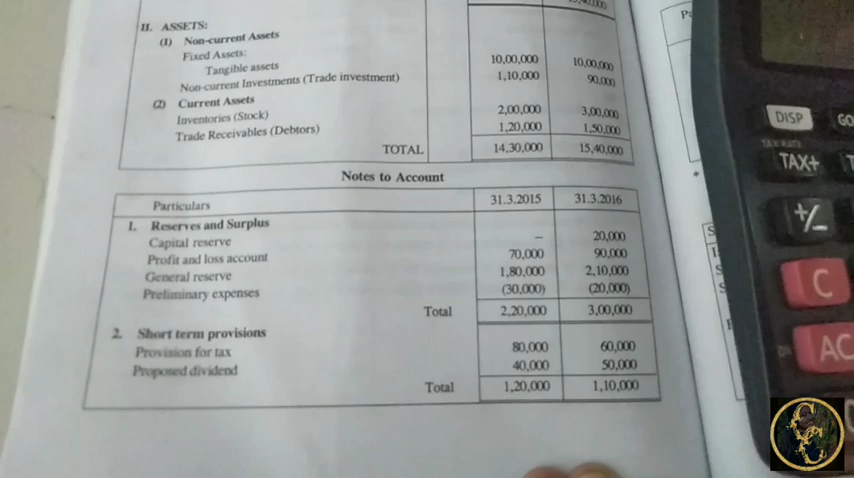 II. ASSETS:
(1) Non-current Assets
Fixed Assets:
Tangible assets 10,00,000 10,00,000
Non-current Investments (Trade investment) 1,10,000 90,000
(2) Current Assets
Inventories (Stock) 2,00,000 3,00,000
Trade Receivables (Debtors) 1,20,000 1,50,000
TOTAL 14,30,000 15,40,000
Notes to Account
Particulars 31.3.2015 31.3.2016
1. Reserves and Surplus
Capital reserve – 20,000
Profit and loss account 70,000 90,000
General reserve 1,80,000 2,10,000
Preliminary expenses (30,000) (20,000)
Total 2,20,000 3,00,000
2. Short term provisions
Provision for tax 80,000 60,000
Proposed dividend 40,000 50,000
Total 1,20,000 1,10,000
DISP GO
TAX RATE
TAX+
+/–
C
AC